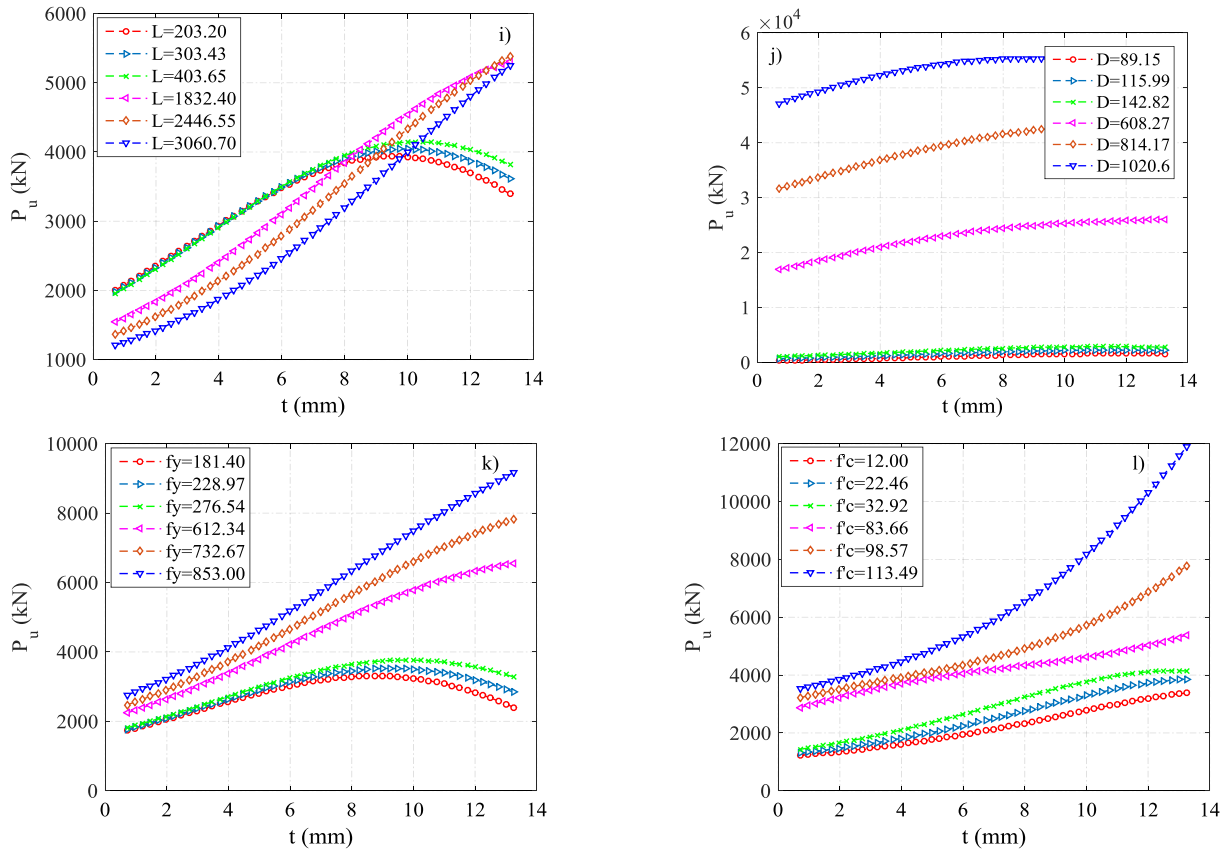 6000
5000
4000
3000
2000
1000
0
2
4
6
8
10
12
14
P_u (kN)
t (mm)
i)
L=203.20
L=303.43
L=403.65
L=1832.40
L=2446.55
L=3060.70
×10^4
6
5
4
3
2
1
0
0
2
4
6
8
10
12
14
P_u (kN)
t (mm)
j)
D=89.15
D=115.99
D=142.82
D=608.27
D=814.17
D=1020.6
10000
8000
6000
4000
2000
0
0
2
4
6
8
10
12
14
P_u (kN)
t (mm)
k)
fy=181.40
fy=228.97
fy=276.54
fy=612.34
fy=732.67
fy=853.00
12000
10000
8000
6000
4000
2000
0
0
2
4
6
8
10
12
14
P_u (kN)
t (mm)
l)
f'c=12.00
f'c=22.46
f'c=32.92
f'c=83.66
f'c=98.57
f'c=113.49